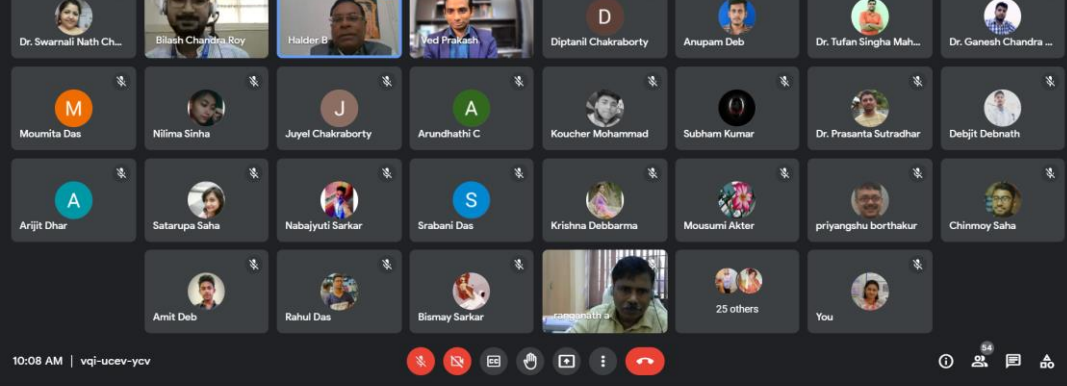 D
Dr. Swarnali Nath Ch...
Bilash Chandra Roy
Halder B
Ved Prakash
Diptanil Chakraborty
Anupam Deb
Dr. Tufan Singha Mah...
Dr. Ganesh Chandra ...
M
J
A
Moumita Das
Nilima Sinha
Juyel Chakraborty
Arundhathi C
Koucher Mohammad
Subham Kumar
Dr. Prasanta Sutradhar
Debjit Debnath
A
S
Arijit Dhar
Satarupa Saha
Nabajyuti Sarkar
Srabani Das
Krishna Debbarma
Mousumi Akter
priyangshu borthakur
Chinmoy Saha
Amit Deb
Rahul Das
Bismay Sarkar
ranganath a
25 others
You
10:08 AM | vqi-ucev-ycv
CC
54